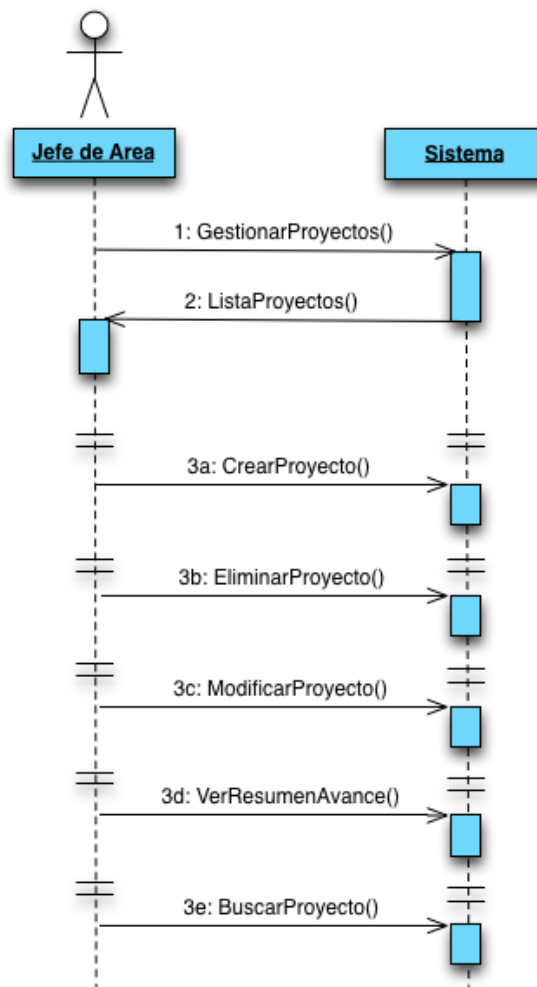 Jefe de Area
Sistema
1: GestionarProyectos()
2: ListaProyectos()
3a: CrearProyecto()
3b: EliminarProyecto()
3c: ModificarProyecto()
3d: VerResumenAvance()
3e: BuscarProyecto()